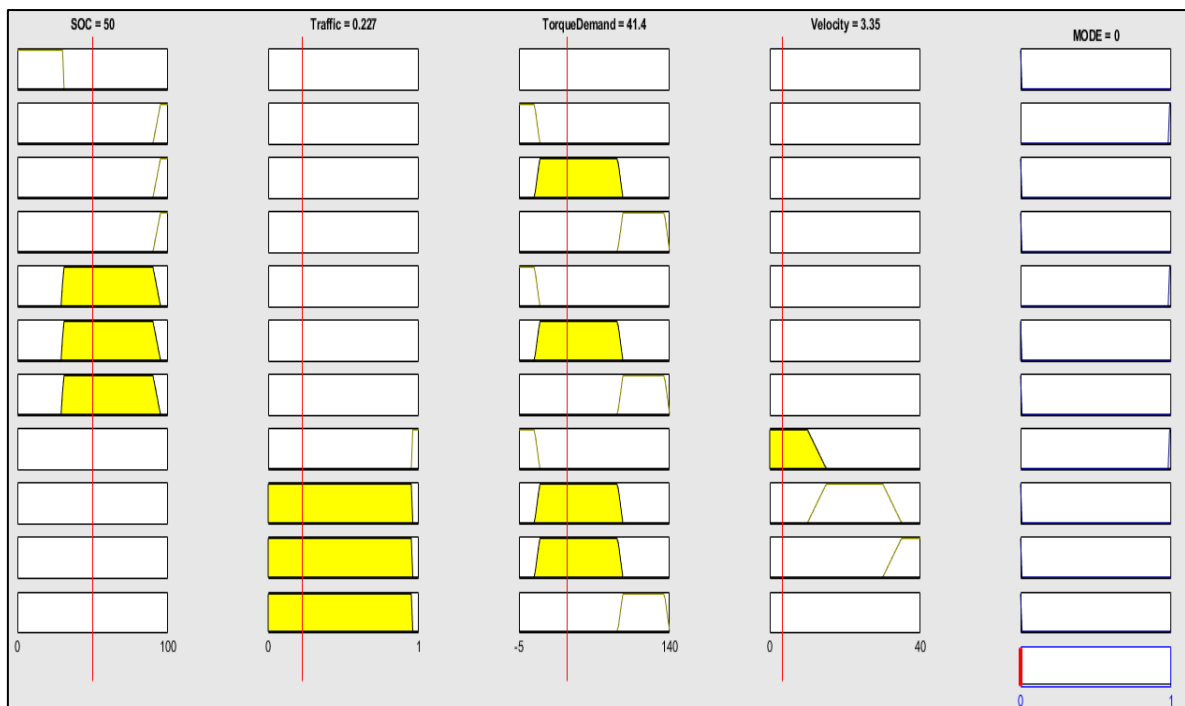 SOC = 50 Traffic = 0.227 TorqueDemand = 41.4 Velocity = 3.35 MODE = 0
0 100 0 1 -5 140 0 40
0 1